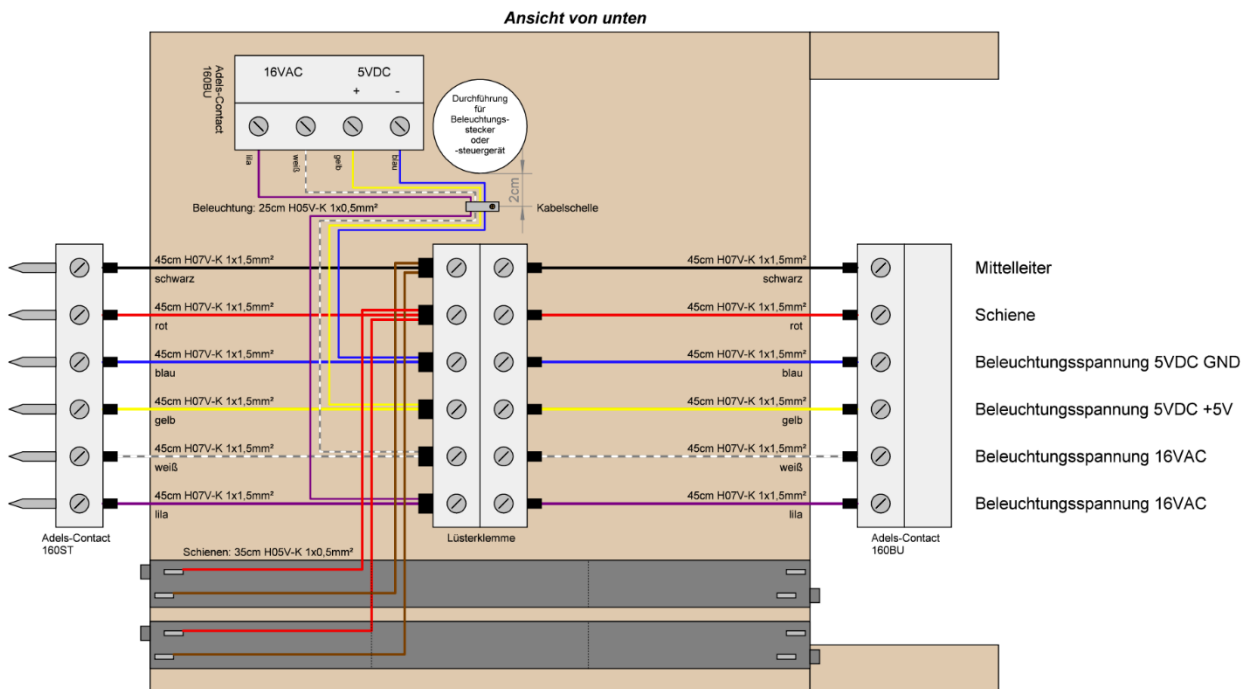 Ansicht von unten
Adels-Contact
160BU
16VAC
5VDC
+
-
lila
weiß
gelb
blau
Durchführung
für
Beleuchtungs-
stecker
oder
-steuergerät
2cm
Beleuchtung: 25cm H05V-K 1x0,5mm²
Kabelschelle
45cm H07V-K 1x1,5mm²
schwarz
45cm H07V-K 1x1,5mm²
schwarz
Mittelleiter
45cm H07V-K 1x1,5mm²
rot
45cm H07V-K 1x1,5mm²
rot
Schiene
45cm H07V-K 1x1,5mm²
blau
45cm H07V-K 1x1,5mm²
blau
Beleuchtungsspannung 5VDC GND
45cm H07V-K 1x1,5mm²
gelb
45cm H07V-K 1x1,5mm²
gelb
Beleuchtungsspannung 5VDC +5V
45cm H07V-K 1x1,5mm²
weiß
45cm H07V-K 1x1,5mm²
weiß
Beleuchtungsspannung 16VAC
45cm H07V-K 1x1,5mm²
lila
45cm H07V-K 1x1,5mm²
lila
Beleuchtungsspannung 16VAC
Adels-Contact
160ST
Lüsterklemme
Adels-Contact
160BU
Schienen: 35cm H05V-K 1x0,5mm²